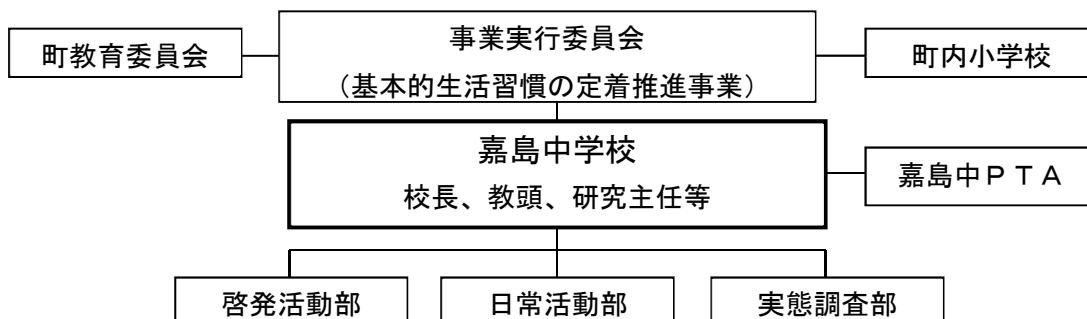 事業実行委員会
町教育委員会
町内小学校
(基本的生活習慣の定着推進事業)
嘉島中学校
嘉島中ＰＴＡ
校長、教頭、研究主任等
啓発活動部
日常活動部
実態調査部